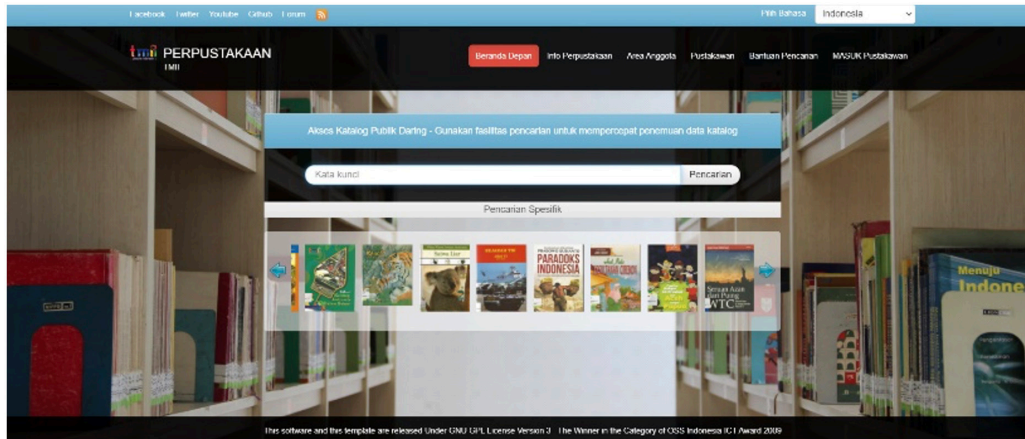 Facebook Twitter Youtube Github Forum
Pilih Bahasa Indonesia
tmii PERPUSTAKAAN
TMII
Beranda Depan Info Perpustakaan Area Anggota Pustakawan Bantuan Pencarian MASUK Pustakawan
Akses Katalog Publik Daring - Gunakan fasilitas pencarian untuk mempercepat penemuan data katalog
Kata kunci Pencarian
Pencarian Spesifik
PARADOKS
INDONESIA
WTC
Menuju
Indone
This software and this template are released Under GNU GPL License Version 3 The Winner in the Category of OSS Indonesia ICT Award 2009